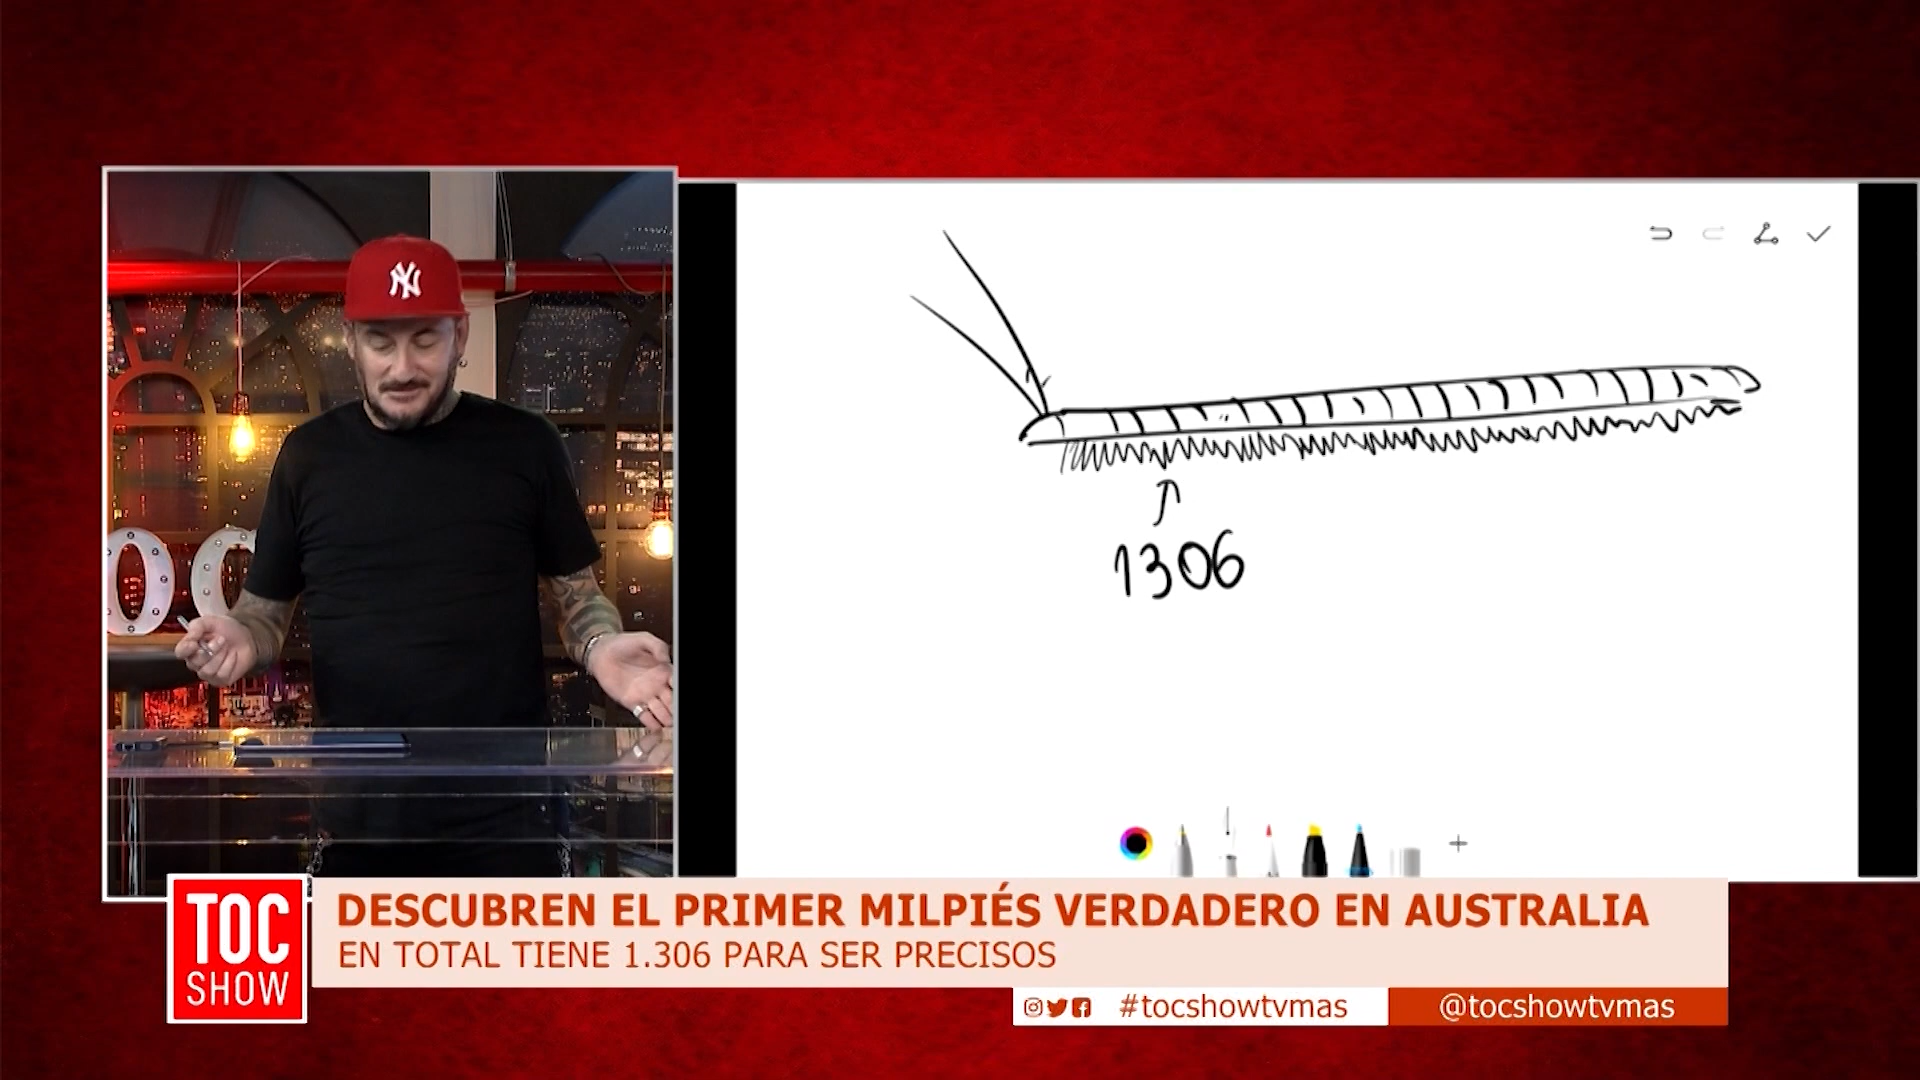 NY
OC
1306
TOC
SHOW
DESCUBREN EL PRIMER MILPIÉS VERDADERO EN AUSTRALIA
EN TOTAL TIENE 1.306 PARA SER PRECISOS
#tocshowtvmas
@tocshowtvmas